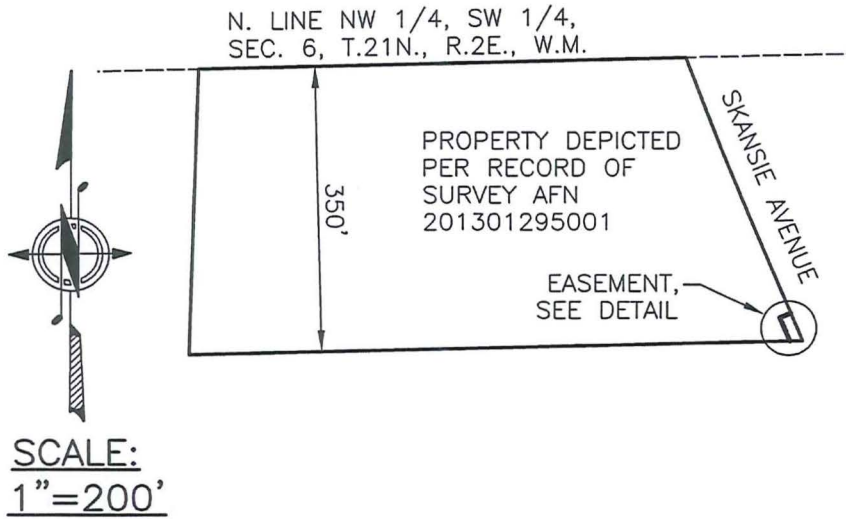 N. LINE NW 1/4, SW 1/4,
SEC. 6, T.21N., R.2E., W.M.
350'
PROPERTY DEPICTED
PER RECORD OF
SURVEY AFN
201301295001
SKANSIE AVENUE
EASEMENT,
SEE DETAIL
SCALE:
1"=200'